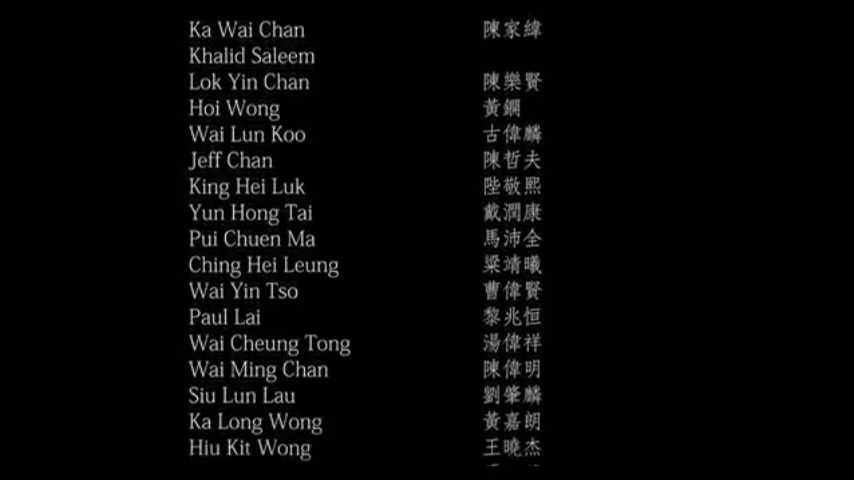 Ka Wai Chan 陳家緯
Khalid Saleem
Lok Yin Chan 陳樂賢
Hoi Wong 黃鐦
Wai Lun Koo 古偉麟
Jeff Chan 陳哲夫
King Hei Luk 陸敬熙
Yun Hong Tai 戴潤康
Pui Chuen Ma 馬沛全
Ching Hei Leung 梁靖曦
Wai Yin Tso 曹偉賢
Paul Lai 黎兆恒
Wai Cheung Tong 湯偉祥
Wai Ming Chan 陳偉明
Siu Lun Lau 劉肇麟
Ka Long Wong 黃嘉朗
Hiu Kit Wong 王曉杰